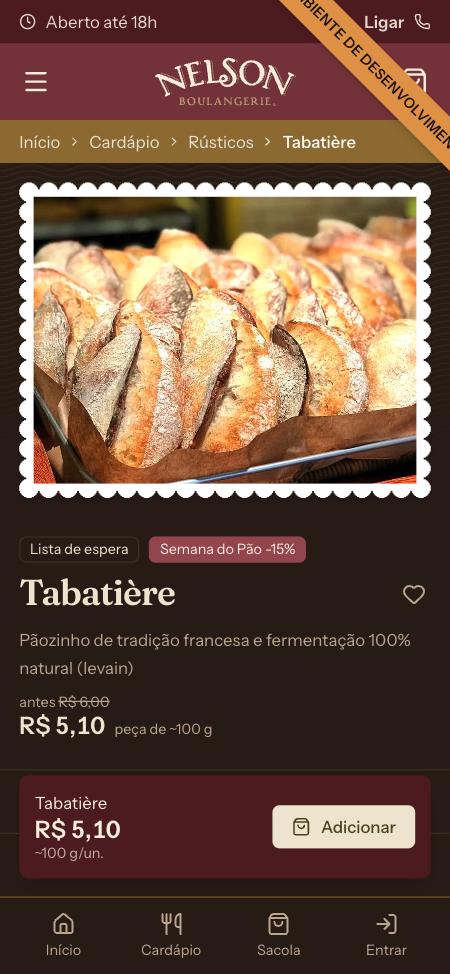 Aberto até 18h
Ligar
AMBIENTE DE DESENVOLVIMEN
NELSON
BOULANGERIE.
Início
Cardápio
Rústicos
Tabatière
Lista de espera
Semana do Pão -15%
Tabatière
Pãozinho de tradição francesa e fermentação 100%
natural (levain)
antes R$ 6,00
R$ 5,10 peça de ~100 g
Tabatière
R$ 5,10
~100 g/un.
Adicionar
Início
Cardápio
Sacola
Entrar